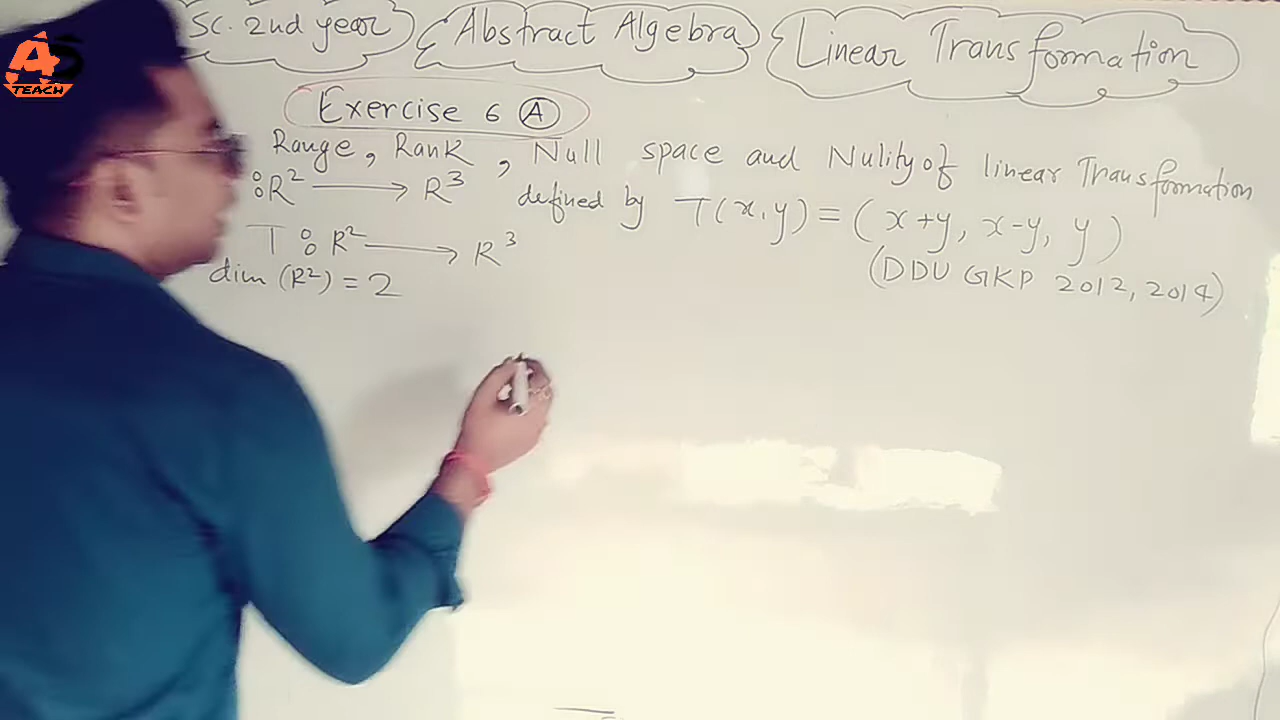 AS
TEACH
Sc. 2nd year
Abstract Algebra
Linear Transformation
Exercise 6 A
Range, Rank, Null space and Nulity of linear Transformation
: R² → R³ defined by T(x,y) = (x+y, x-y, y)
T : R² → R³
(DDU GKP 2012, 2014)
dim (R²) = 2